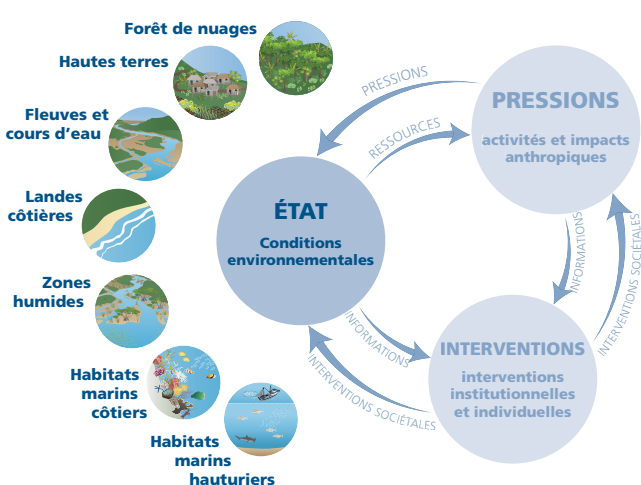 Forêt de nuages
Hautes terres
Fleuves et
cours d'eau
Landes
côtières
Zones
humides
Habitats
marins
côtiers
Habitats
marins
hauturiers
ÉTAT
Conditions
environnementales
PRESSIONS
RESSOURCES
PRESSIONS
activités et impacts
anthropiques
INFORMATIONS
INTERVENTIONS SOCIÉTALES
INFORMATIONS
INTERVENTIONS SOCIÉTALES
INTERVENTIONS
interventions
institutionnelles
et individuelles